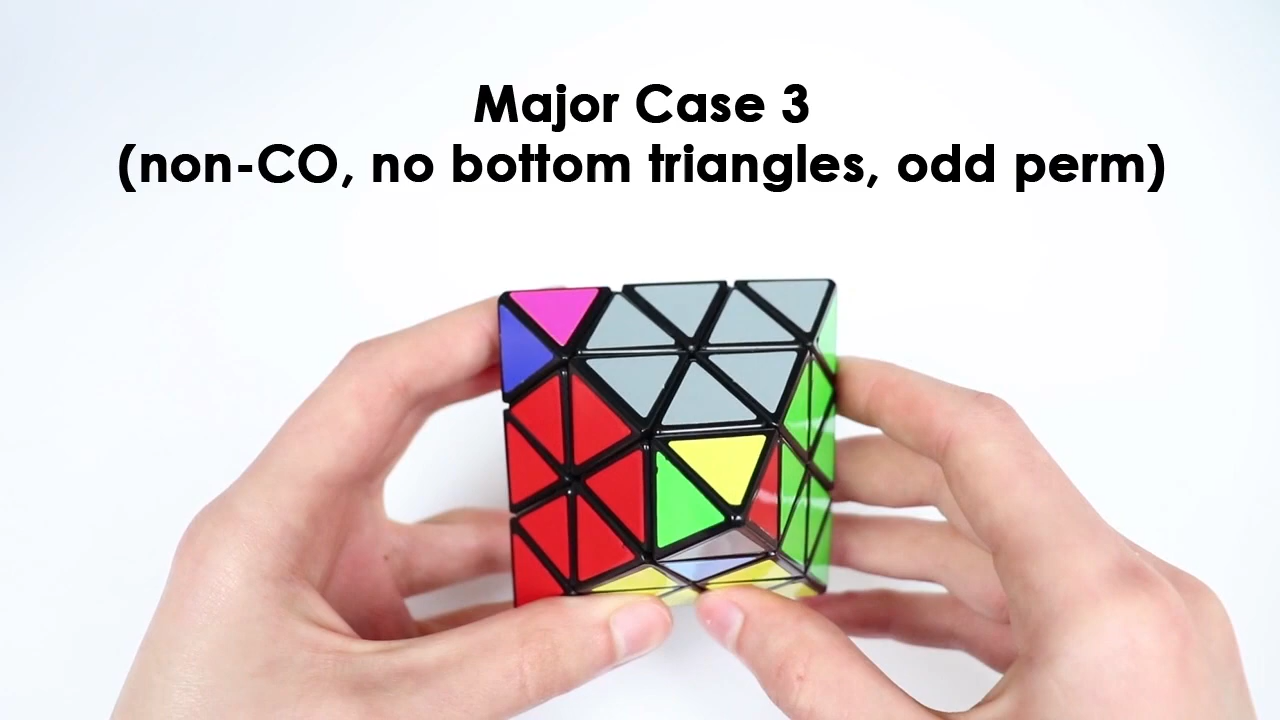 Major Case 3
(non-CO, no bottom triangles, odd perm)